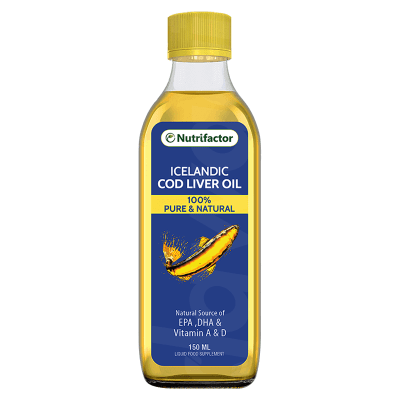 Nutrifactor
ICELANDIC
COD LIVER OIL
100%
PURE & NATURAL
Natural Source of
EPA ,DHA &
Vitamin A & D
150 ML
LIQUID FOOD SUPPLEMENT